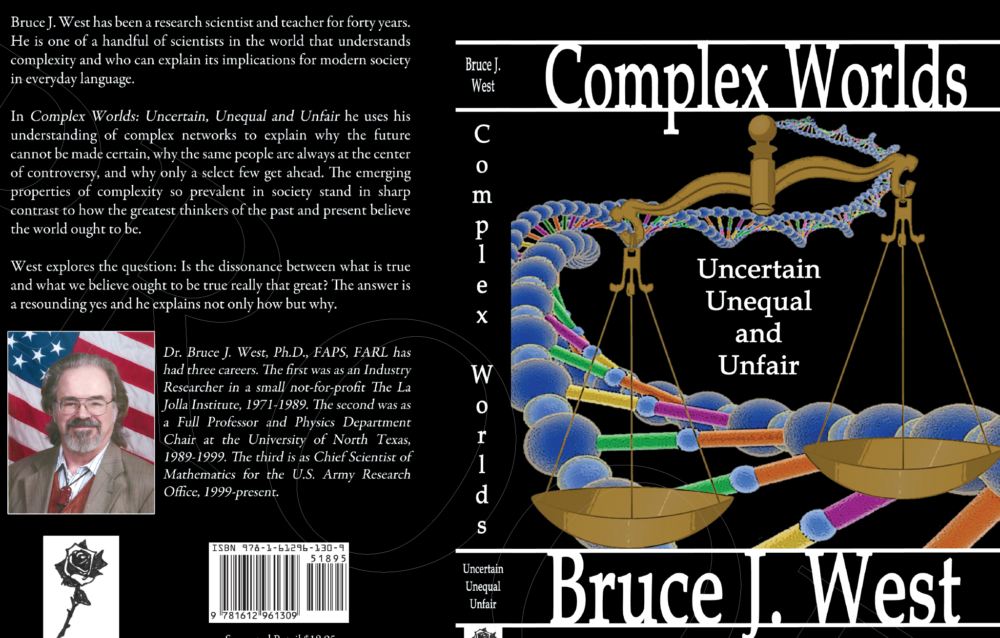 Bruce J. West has been a research scientist and teacher for forty years.
He is one of a handful of scientists in the world that understands
complexity and who can explain its implications for modern society
in everyday language.
In Complex Worlds: Uncertain, Unequal and Unfair he uses his
understanding of complex networks to explain why the future
cannot be made certain, why the same people are always at the center
of controversy, and why only a select few get ahead. The emerging
properties of complexity so prevalent in society stand in sharp
contrast to how the greatest thinkers of the past and present believe
the world ought to be.
West explores the question: Is the dissonance between what is true
and what we believe ought to be true really that great? The answer is
a resounding yes and he explains not only how but why.
Dr. Bruce J. West, Ph.D., FAPS, FARL has
had three careers. The first was as an Industry
Researcher in a small not-for-profit The La
Jolla Institute, 1971-1989. The second was as
a Full Professor and Physics Department
Chair at the University of North Texas,
1989-1999. The third is as Chief Scientist of
Mathematics for the U.S. Army Research
Office, 1999-present.
ISBN 978-1-61296-130-9
51895
9 781612 961309
Bruce J.
West
Complex Worlds
Uncertain
Unequal
Unfair
Complex Worlds
Uncertain
Unequal
and
Unfair
Bruce J. West